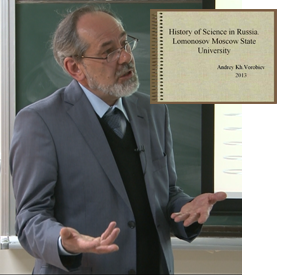 History of Science in Russia
Lomonosov Moscow State
University
Andrey Kh.Vorobiev
2013